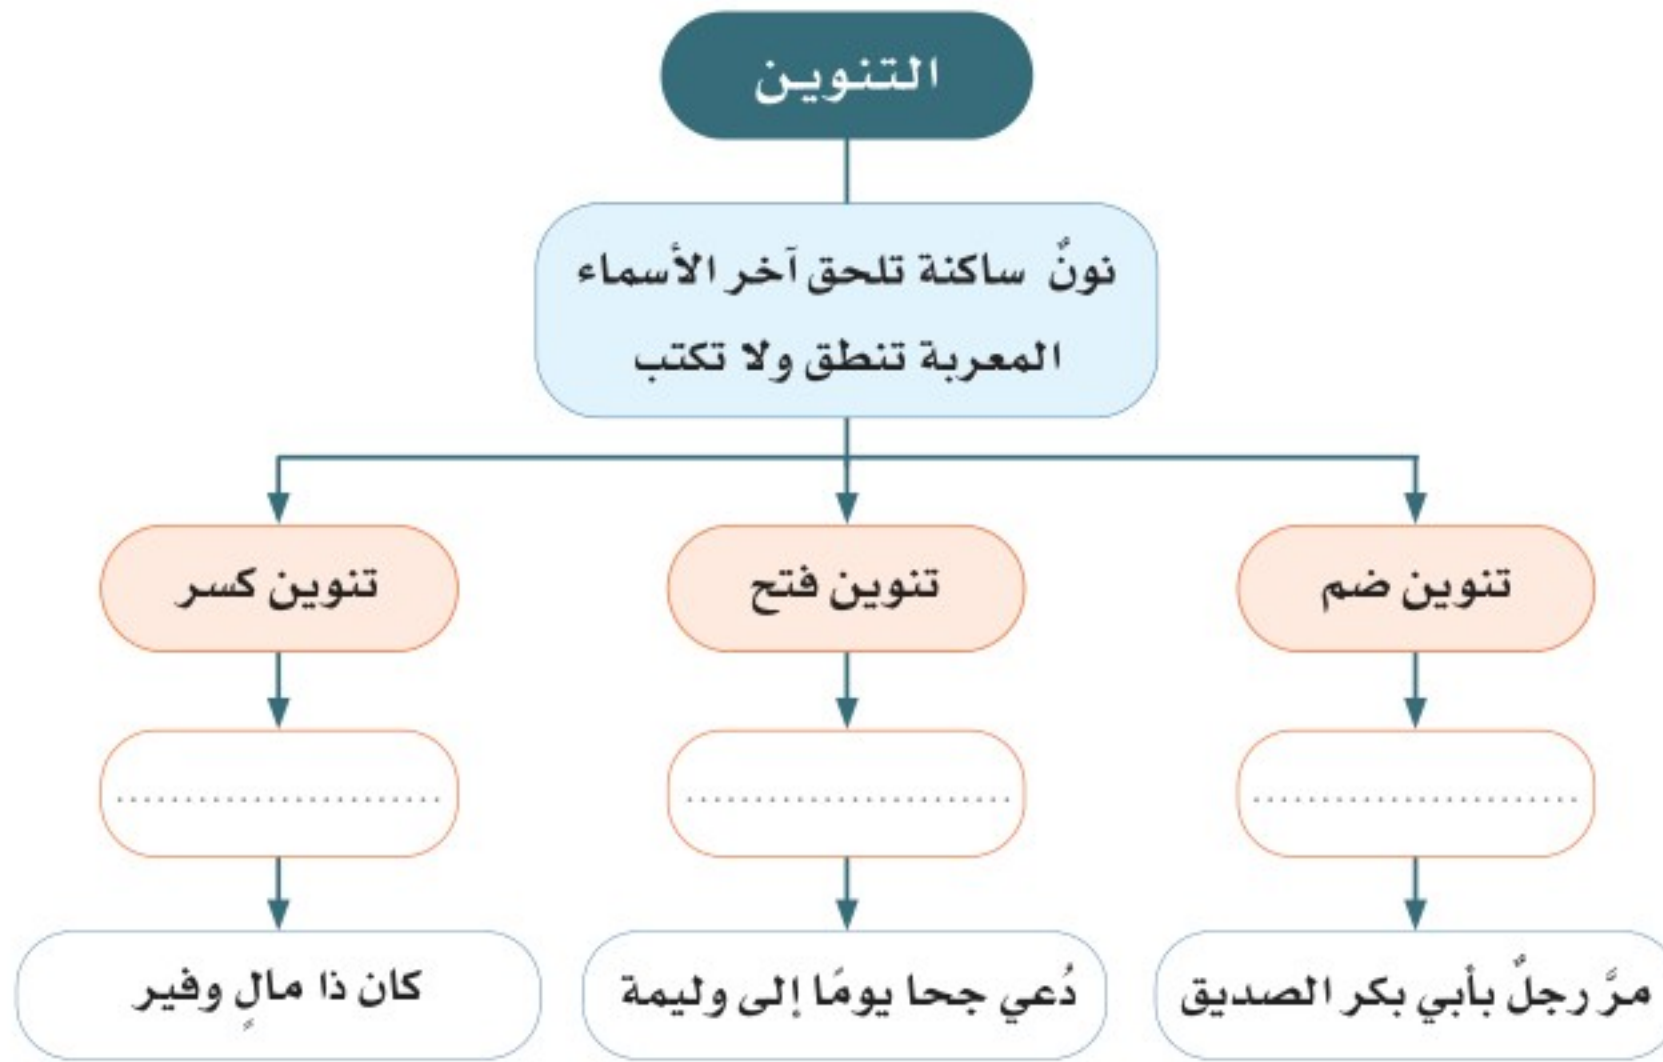 التنوين
نونٌ ساكنة تلحق آخر الأسماء
المعربة تنطق ولا تكتب
تنوين ضم
تنوين فتح
تنوين كسر
........................
........................
........................
مرَّ رجلٌ بأبي بكر الصديق
دُعي جحا يومًا إلى وليمة
كان ذا مالٍ وفير